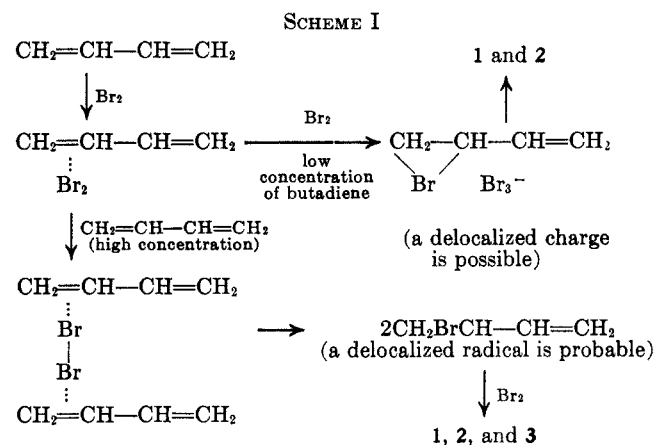 SCHEME I
CH₂=CH—CH=CH₂
1 and 2
Br₂
CH₂=CH—CH=CH₂
Br₂
Br₂
low
concentration
of butadiene
CH₂—CH—CH=CH₂
Br Br₃⁻
CH₂=CH—CH=CH₂
(high concentration)
(a delocalized charge
is possible)
CH₂=CH—CH=CH₂
Br
Br
CH₂=CH—CH=CH₂
2CH₂BrCH—CH=CH₂
(a delocalized radical is probable)
Br₂
1, 2, and 3